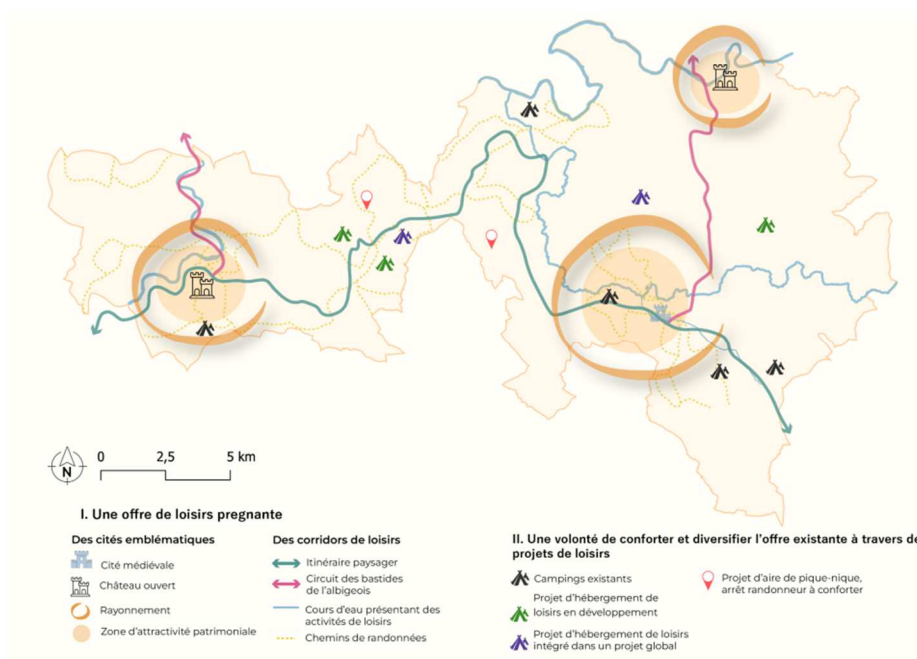 N
0 2,5 5 km
I. Une offre de loisirs pregnante
Des cités emblématiques
Cité médiévale
Château ouvert
Rayonnement
Zone d'attractivité patrimoniale
Des corridors de loisirs
Itinéraire paysager
Circuit des bastides
de l'albigeois
Cours d'eau présentant des
activités de loisirs
Chemins de randonnées
II. Une volonté de conforter et diversifier l'offre existante à travers de
projets de loisirs
Campings existants
Projet d'hébergement de
loisirs en développement
Projet d'hébergement de loisirs
intégré dans un projet global
Projet d'aire de pique-nique,
arrêt randonneur à conforter